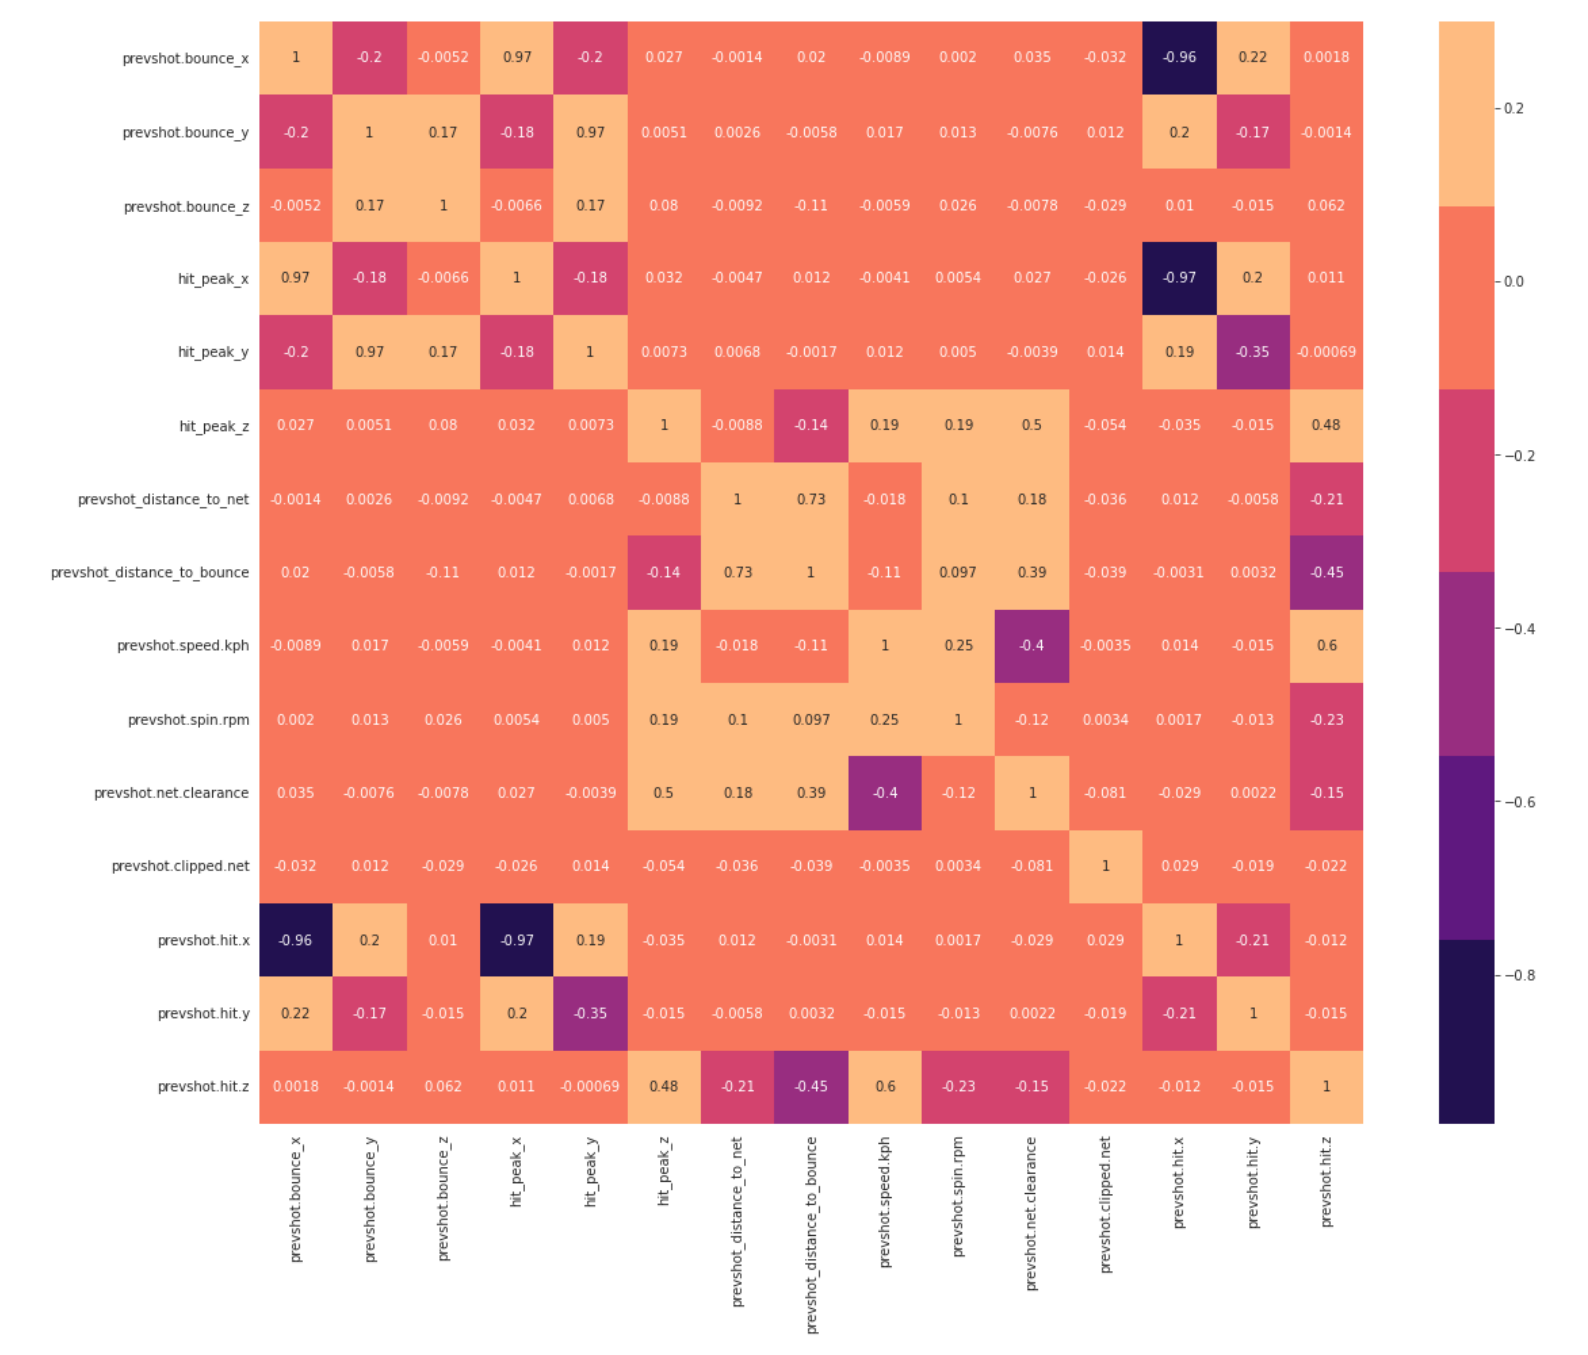 prevshot.bounce_x 1 -0.2 -0.0052 0.97 -0.2 0.027 -0.0014 0.02 -0.0089 0.002 0.035 -0.032 -0.96 0.22 0.0018
0.2
prevshot.bounce_y -0.2 1 0.17 -0.18 0.97 0.0051 0.0026 -0.0058 0.017 0.013 -0.0076 0.012 0.2 -0.17 -0.0014
prevshot.bounce_z -0.0052 0.17 1 -0.0066 0.17 0.08 -0.0092 -0.11 -0.0059 0.026 -0.0078 -0.029 0.01 -0.015 0.062
hit_peak_x 0.97 -0.18 -0.0066 1 -0.18 0.032 -0.0047 0.012 -0.0041 0.0054 0.027 -0.026 -0.97 0.2 0.011
0.0
hit_peak_y -0.2 0.97 0.17 -0.18 1 0.0073 0.0068 -0.0017 0.012 0.005 -0.0039 0.014 0.19 -0.35 -0.00069
hit_peak_z 0.027 0.0051 0.08 0.032 0.0073 1 -0.0088 -0.14 0.19 0.19 0.5 -0.054 -0.035 -0.015 0.48
−0.2
prevshot_distance_to_net -0.0014 0.0026 -0.0092 -0.0047 0.0068 -0.0088 1 0.73 -0.018 0.1 0.18 -0.036 0.012 -0.0058 -0.21
prevshot_distance_to_bounce 0.02 -0.0058 -0.11 0.012 -0.0017 -0.14 0.73 1 -0.11 0.097 0.39 -0.039 -0.0031 0.0032 -0.45
−0.4
prevshot.speed.kph -0.0089 0.017 -0.0059 -0.0041 0.012 0.19 -0.018 -0.11 1 0.25 -0.4 -0.0035 0.014 -0.015 0.6
prevshot.spin.rpm 0.002 0.013 0.026 0.0054 0.005 0.19 0.1 0.097 0.25 1 -0.12 0.0034 0.0017 -0.013 -0.23
prevshot.net.clearance 0.035 -0.0076 -0.0078 0.027 -0.0039 0.5 0.18 0.39 -0.4 -0.12 1 -0.081 -0.029 0.0022 -0.15
−0.6
prevshot.clipped.net -0.032 0.012 -0.029 -0.026 0.014 -0.054 -0.036 -0.039 -0.0035 0.0034 -0.081 1 0.029 -0.019 -0.022
prevshot.hit.x -0.96 0.2 0.01 -0.97 0.19 -0.035 0.012 -0.0031 0.014 0.0017 -0.029 0.029 1 -0.21 -0.012
−0.8
prevshot.hit.y 0.22 -0.17 -0.015 0.2 -0.35 -0.015 -0.0058 0.0032 -0.015 -0.013 0.0022 -0.019 -0.21 1 -0.015
prevshot.hit.z 0.0018 -0.0014 0.062 0.011 -0.00069 0.48 -0.21 -0.45 0.6 -0.23 -0.15 -0.022 -0.012 -0.015 1
prevshot.bounce_x
prevshot.bounce_y
prevshot.bounce_z
hit_peak_x
hit_peak_y
hit_peak_z
prevshot_distance_to_net
prevshot_distance_to_bounce
prevshot.speed.kph
prevshot.spin.rpm
prevshot.net.clearance
prevshot.clipped.net
prevshot.hit.x
prevshot.hit.y
prevshot.hit.z